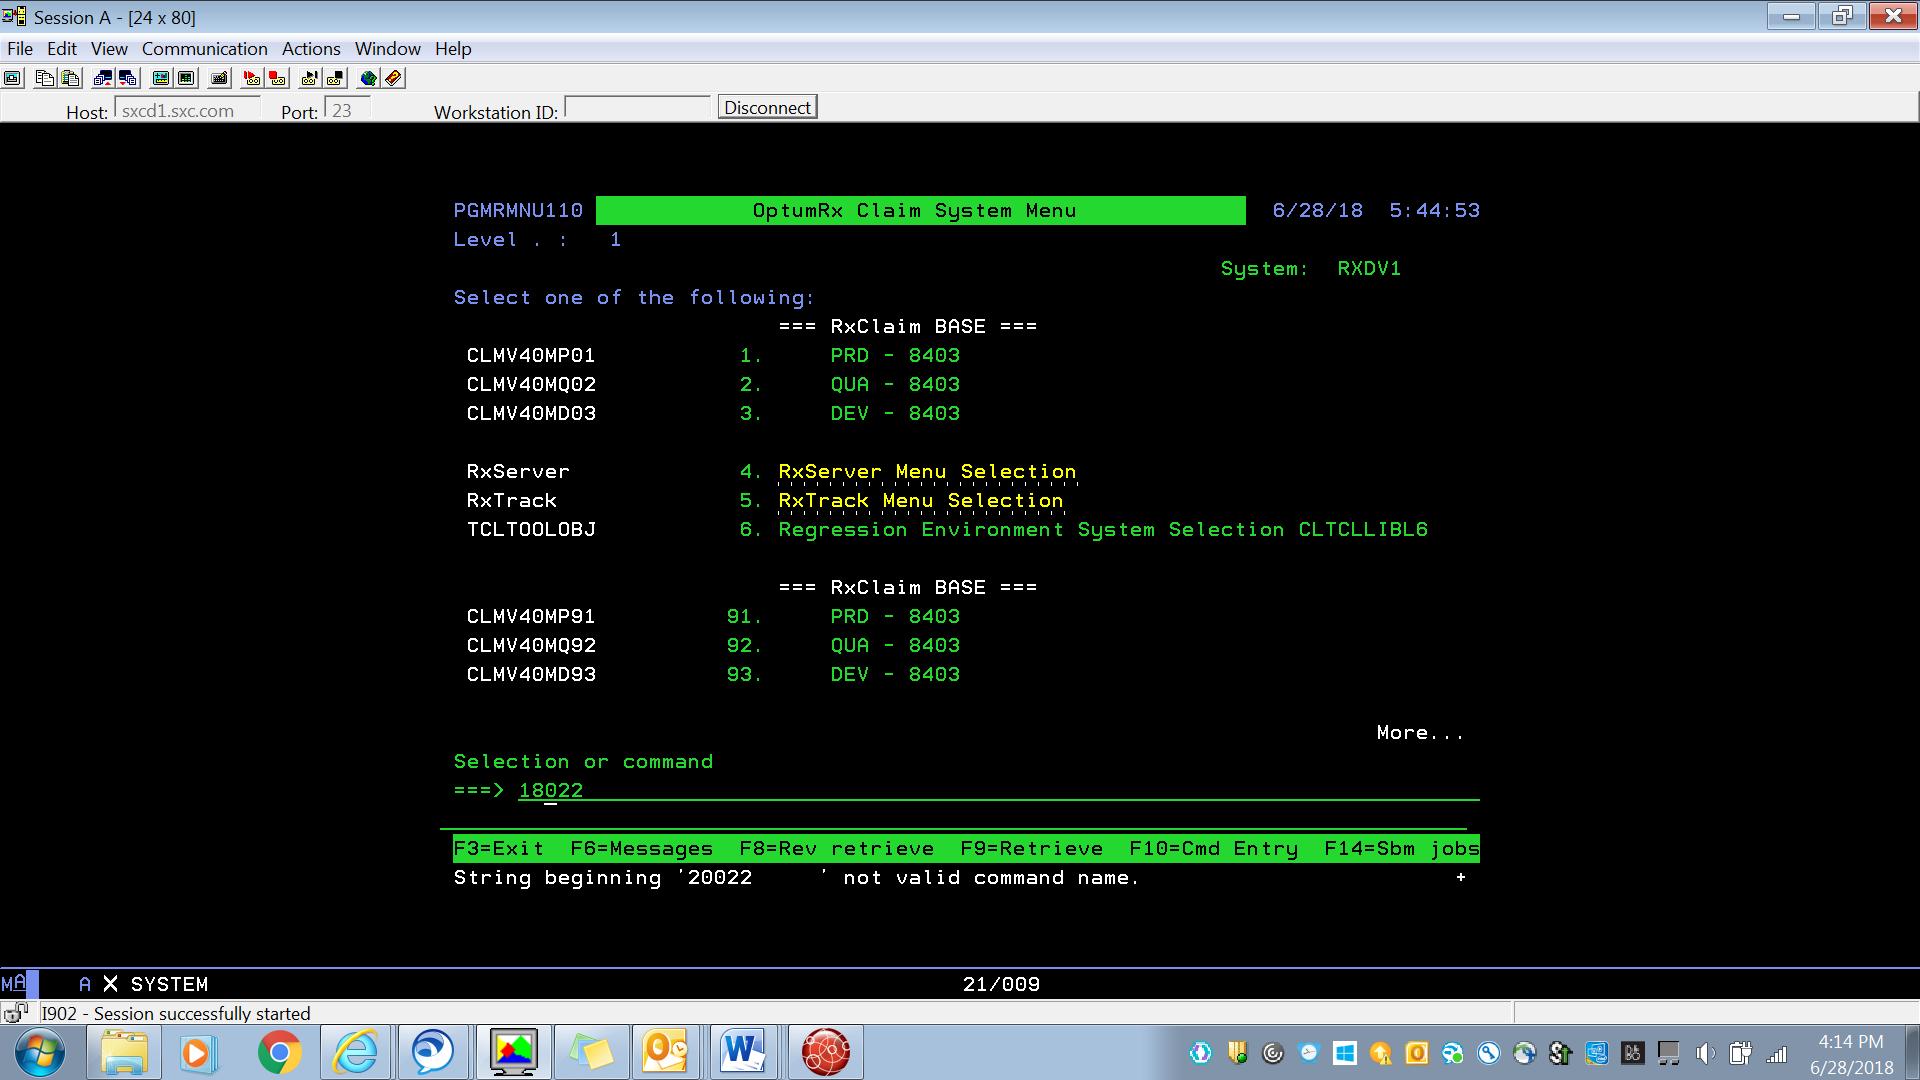 Session A - [24 x 80]
File Edit View Communication Actions Window Help
Host: sxcd1.sxc.com Port: 23 Workstation ID: Disconnect
PGMRMNU110 OptumRx Claim System Menu 6/28/18 5:44:53
Level . : 1
System: RXDV1
Select one of the following:
=== RxClaim BASE ===
CLMV40MP01 1. PRD - 8403
CLMV40MQ02 2. QUA - 8403
CLMV40MD03 3. DEV - 8403
RxServer 4. RxServer Menu Selection
RxTrack 5. RxTrack Menu Selection
TCLTOOLOBJ 6. Regression Environment System Selection CLTCLLIBL6
=== RxClaim BASE ===
CLMV40MP91 91. PRD - 8403
CLMV40MQ92 92. QUA - 8403
CLMV40MD93 93. DEV - 8403
More...
Selection or command
===> 18022
F3=Exit F6=Messages F8=Rev retrieve F9=Retrieve F10=Cmd Entry F14=Sbm jobs
String beginning '20022 ' not valid command name. +
MA A X SYSTEM 21/009
I902 - Session successfully started
4:14 PM
6/28/2018